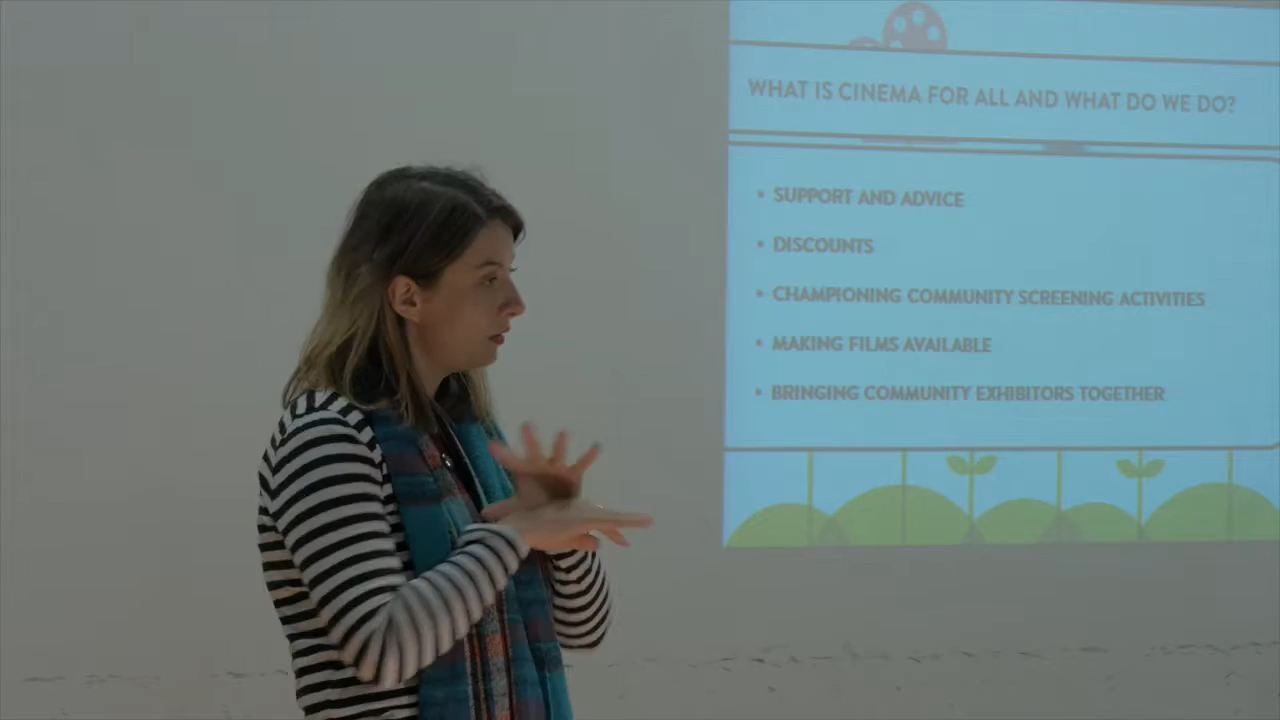 WHAT IS CINEMA FOR ALL AND WHAT DO WE DO?
• SUPPORT AND ADVICE
• DISCOUNTS
• CHAMPIONING COMMUNITY SCREENING ACTIVITIES
• MAKING FILMS AVAILABLE
• BRINGING COMMUNITY EXHIBITORS TOGETHER